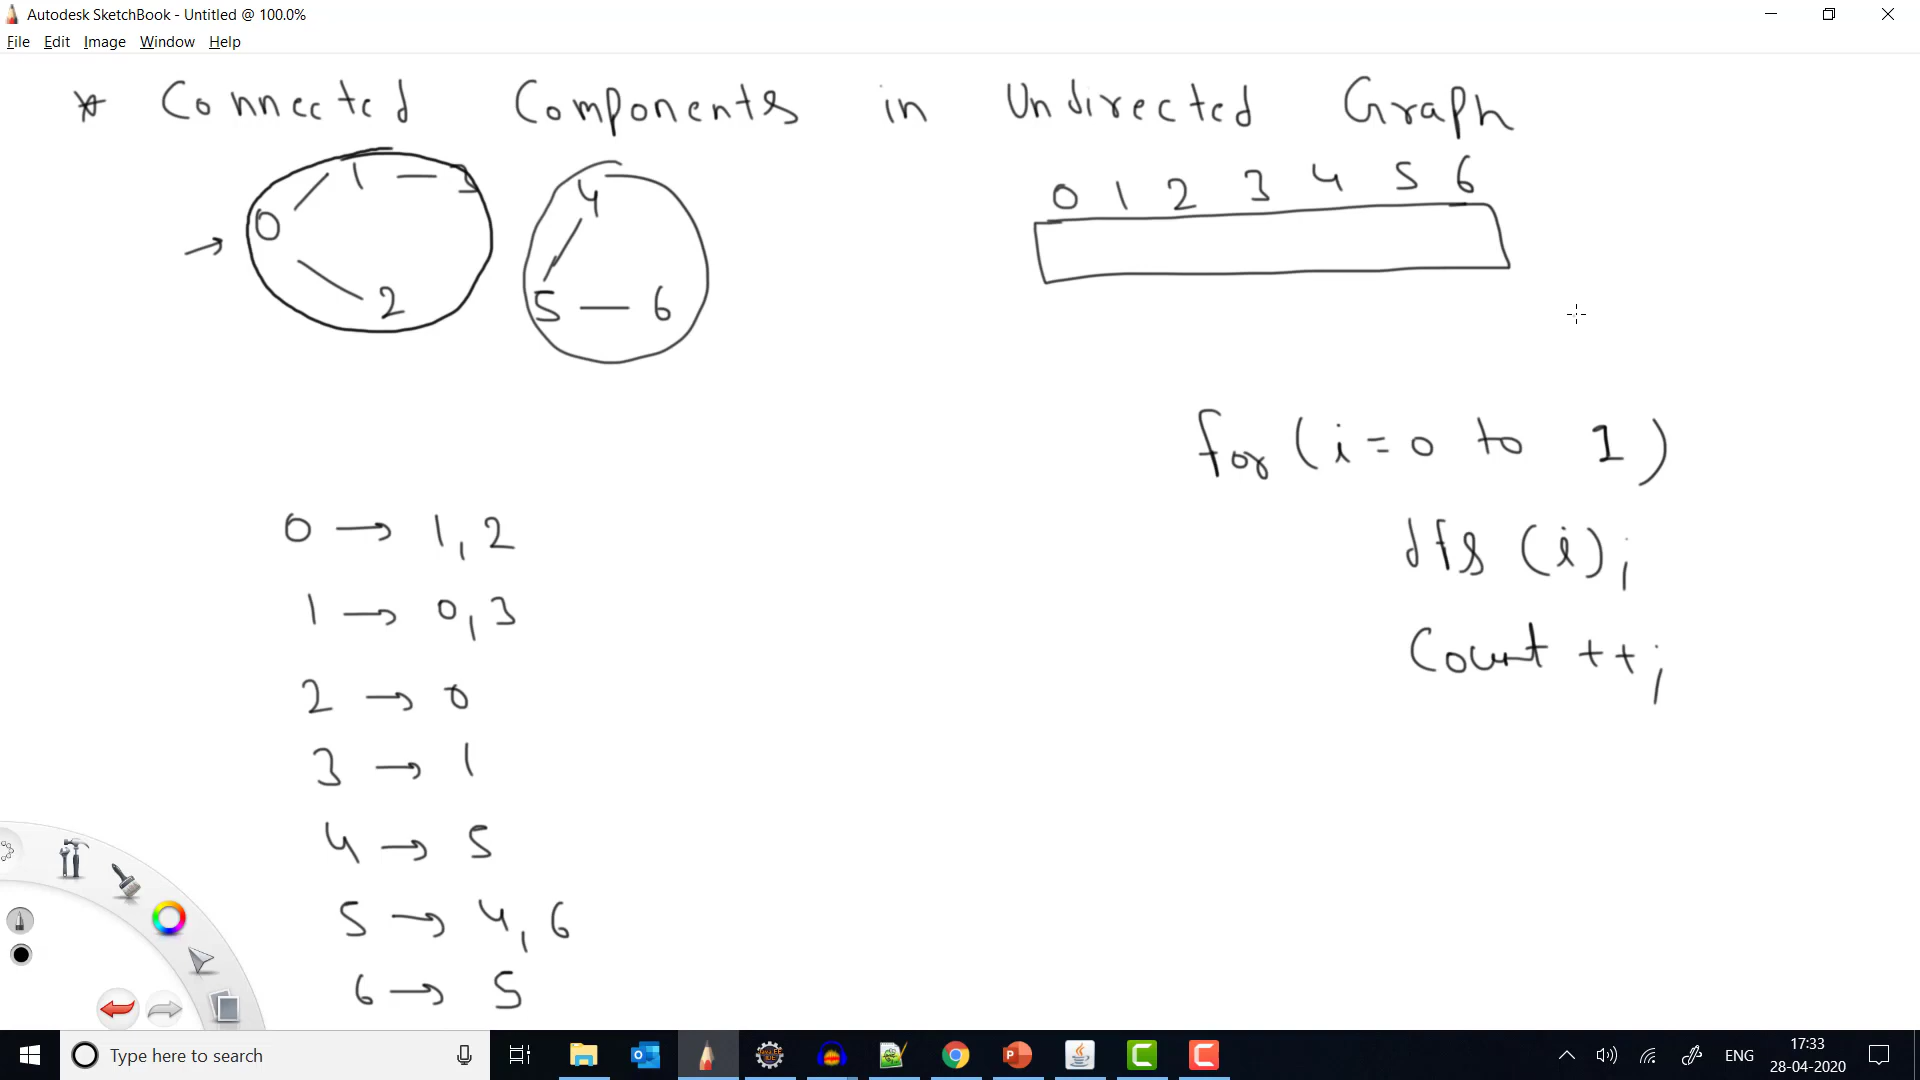 Autodesk SketchBook - Untitled @ 100.0%
File Edit Image Window Help
* Connected Components in Undirected Graph
0 1 2 3 4 5 6
1 3
0
2
4
5 6
for (i = 0 to 1)
dfs (i);
Count ++;
0 → 1, 2
1 → 0, 3
2 → 0
3 → 1
4 → 5
5 → 4, 6
6 → 5
Type here to search
ENG
17:33
28-04-2020